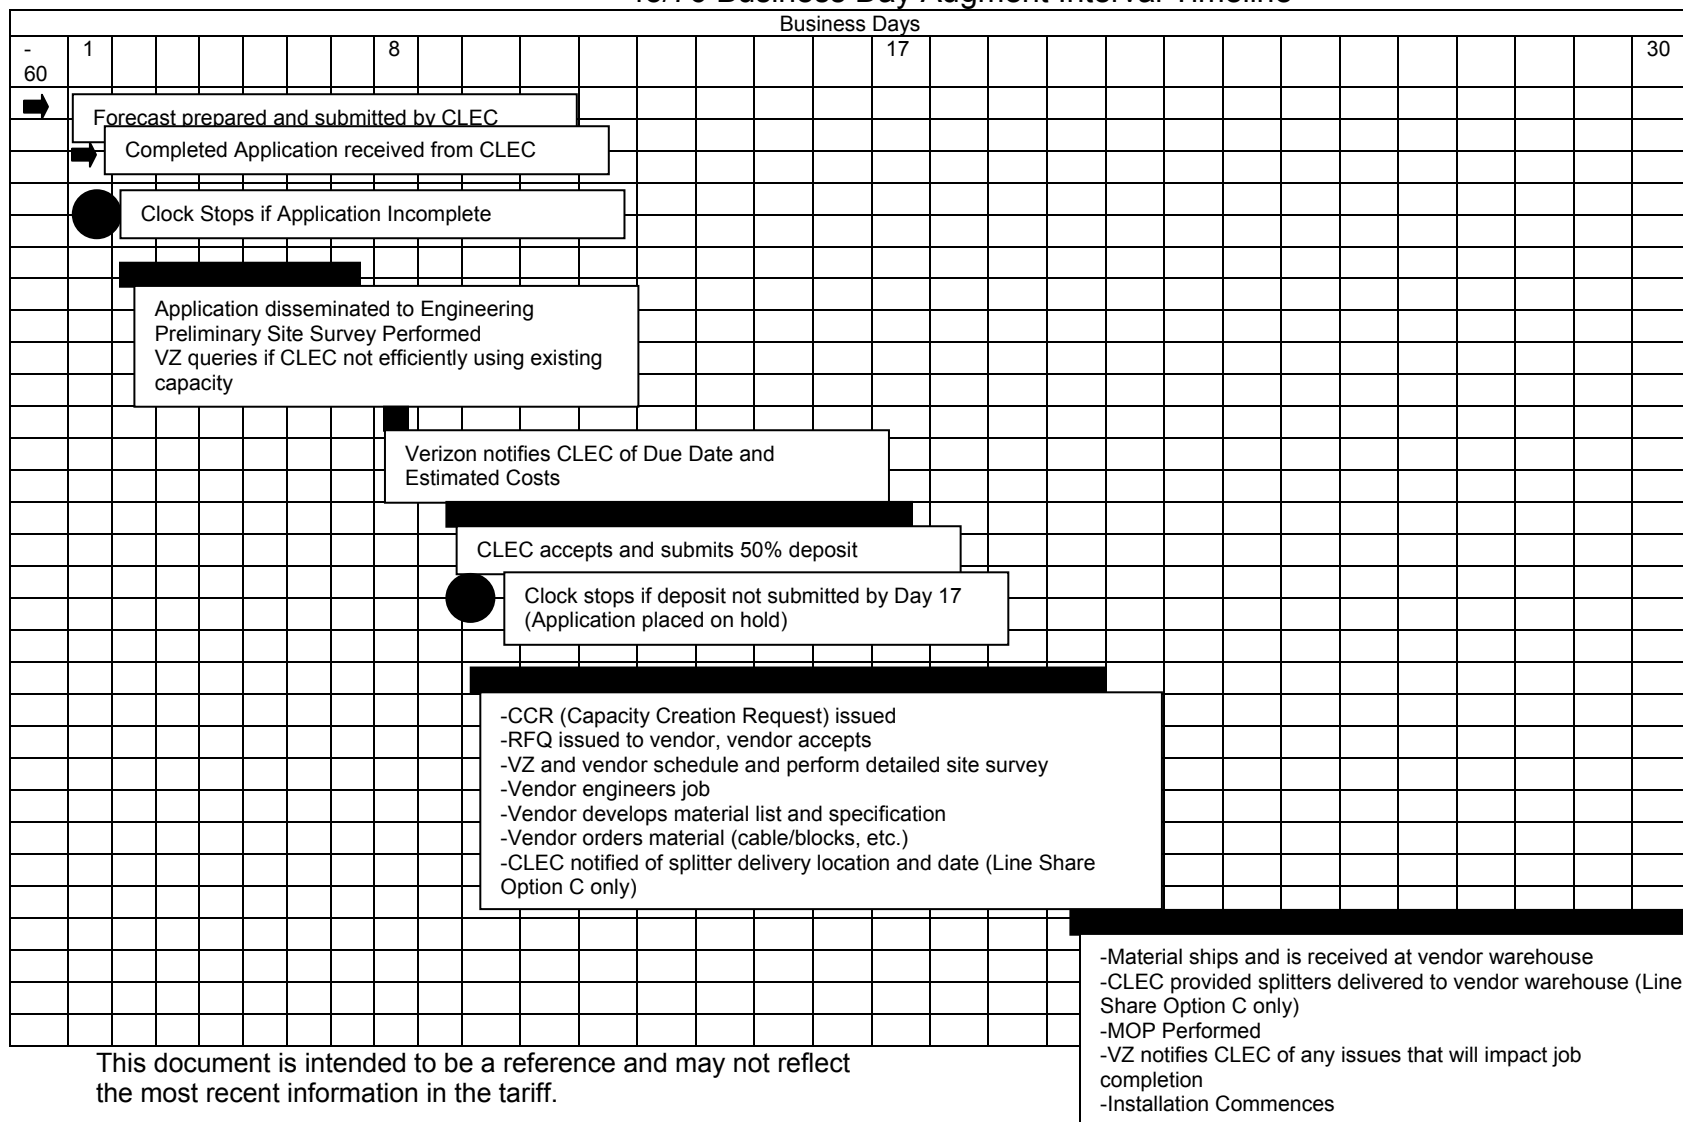 Business Day Augment Interval Timeline
Business Days
- 1 8 17 30
60
Forecast prepared and submitted by CLEC
Completed Application received from CLEC
Clock Stops if Application Incomplete
Application disseminated to Engineering
Preliminary Site Survey Performed
VZ queries if CLEC not efficiently using existing
capacity
Verizon notifies CLEC of Due Date and
Estimated Costs
CLEC accepts and submits 50% deposit
Clock stops if deposit not submitted by Day 17
(Application placed on hold)
-CCR (Capacity Creation Request) issued
-RFQ issued to vendor, vendor accepts
-VZ and vendor schedule and perform detailed site survey
-Vendor engineers job
-Vendor develops material list and specification
-Vendor orders material (cable/blocks, etc.)
-CLEC notified of splitter delivery location and date (Line Share
Option C only)
-Material ships and is received at vendor warehouse
-CLEC provided splitters delivered to vendor warehouse (Line
Share Option C only)
-MOP Performed
-VZ notifies CLEC of any issues that will impact job
completion
-Installation Commences
This document is intended to be a reference and may not reflect
the most recent information in the tariff.